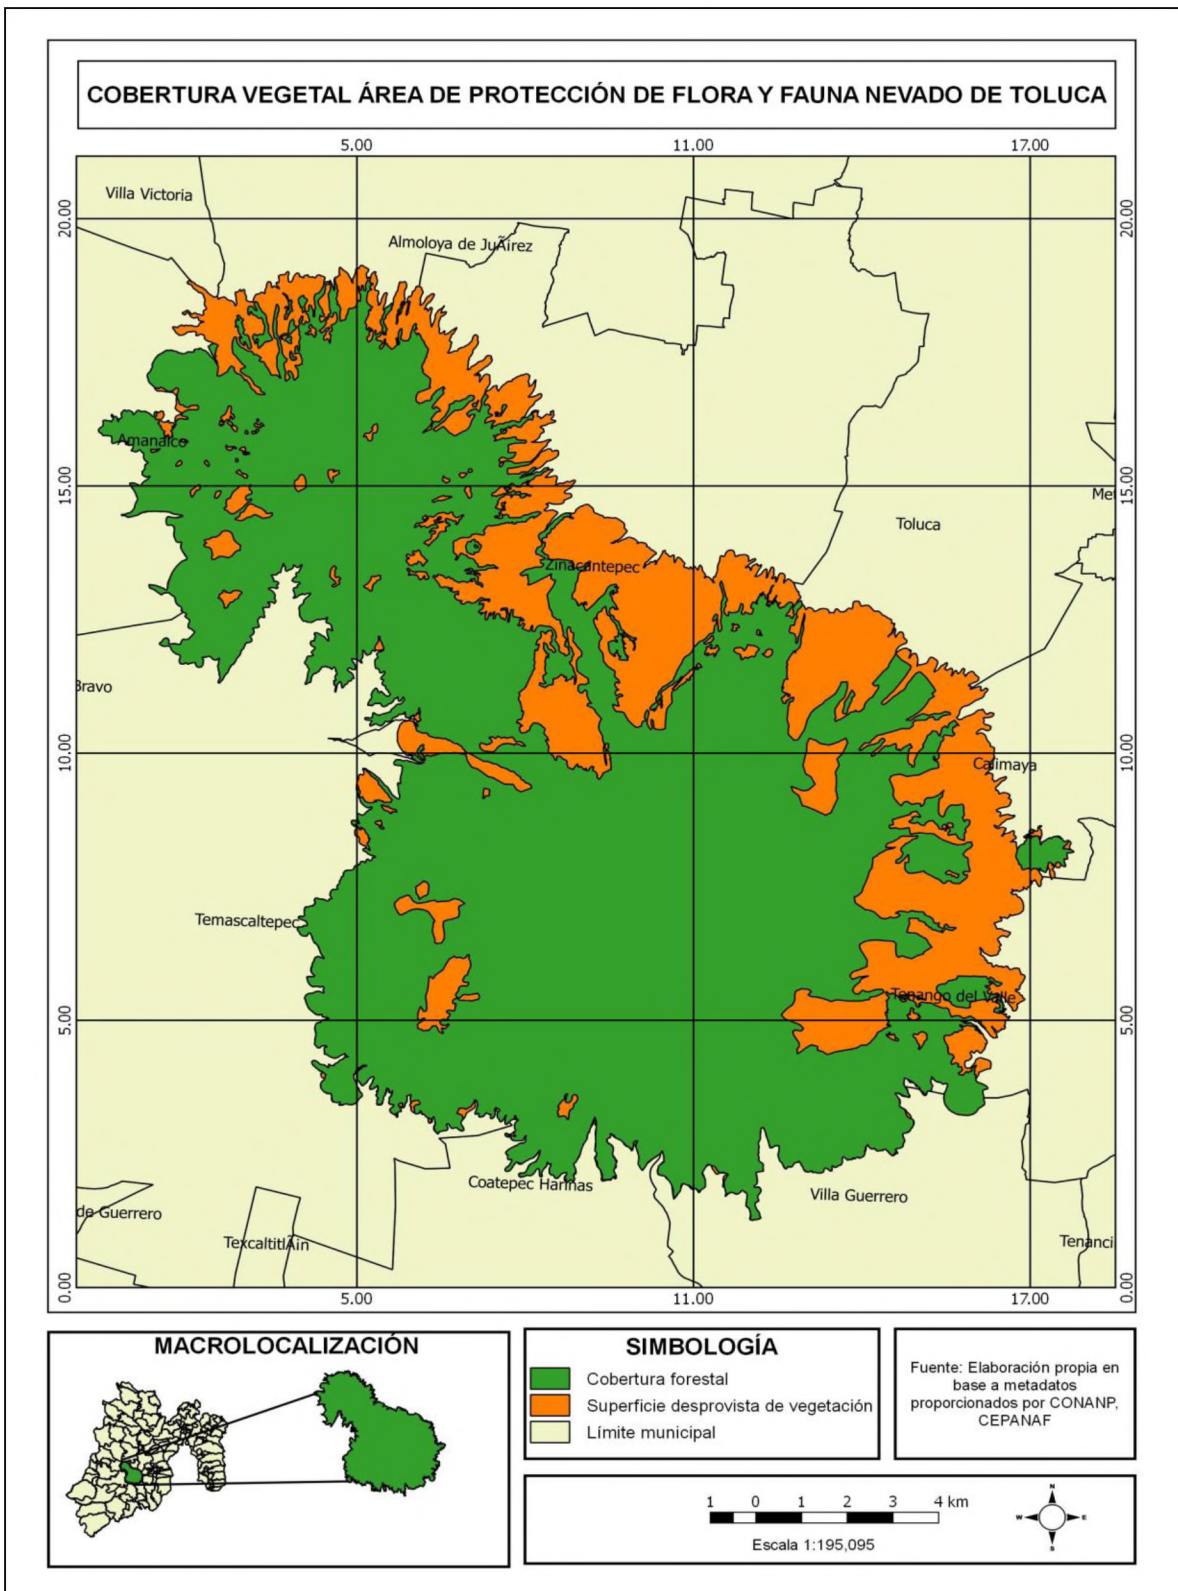 COBERTURA VEGETAL ÁREA DE PROTECCIÓN DE FLORA Y FAUNA NEVADO DE TOLUCA
5.00 11.00 17.00
Villa Victoria
20.00 20.00
Almoloya de JuÃirez
Amanalco
15.00 15.00
Me
Toluca
Zinacantepec
Bravo
10.00 10.00
Calimaya
Temascaltepec
Tenango del Valle
5.00 5.00
Coatepec Harinas
Villa Guerrero
de Guerrero
TexcaltitlÃin
Tenanci
0.00 0.00
5.00 11.00 17.00
MACROLOCALIZACIÓN
SIMBOLOGÍA
Cobertura forestal
Superficie desprovista de vegetación
Límite municipal
Fuente: Elaboración propia en
base a metadatos
proporcionados por CONANP,
CEPANAF
1 0 1 2 3 4 km
Escala 1:195,095
N
W E
S